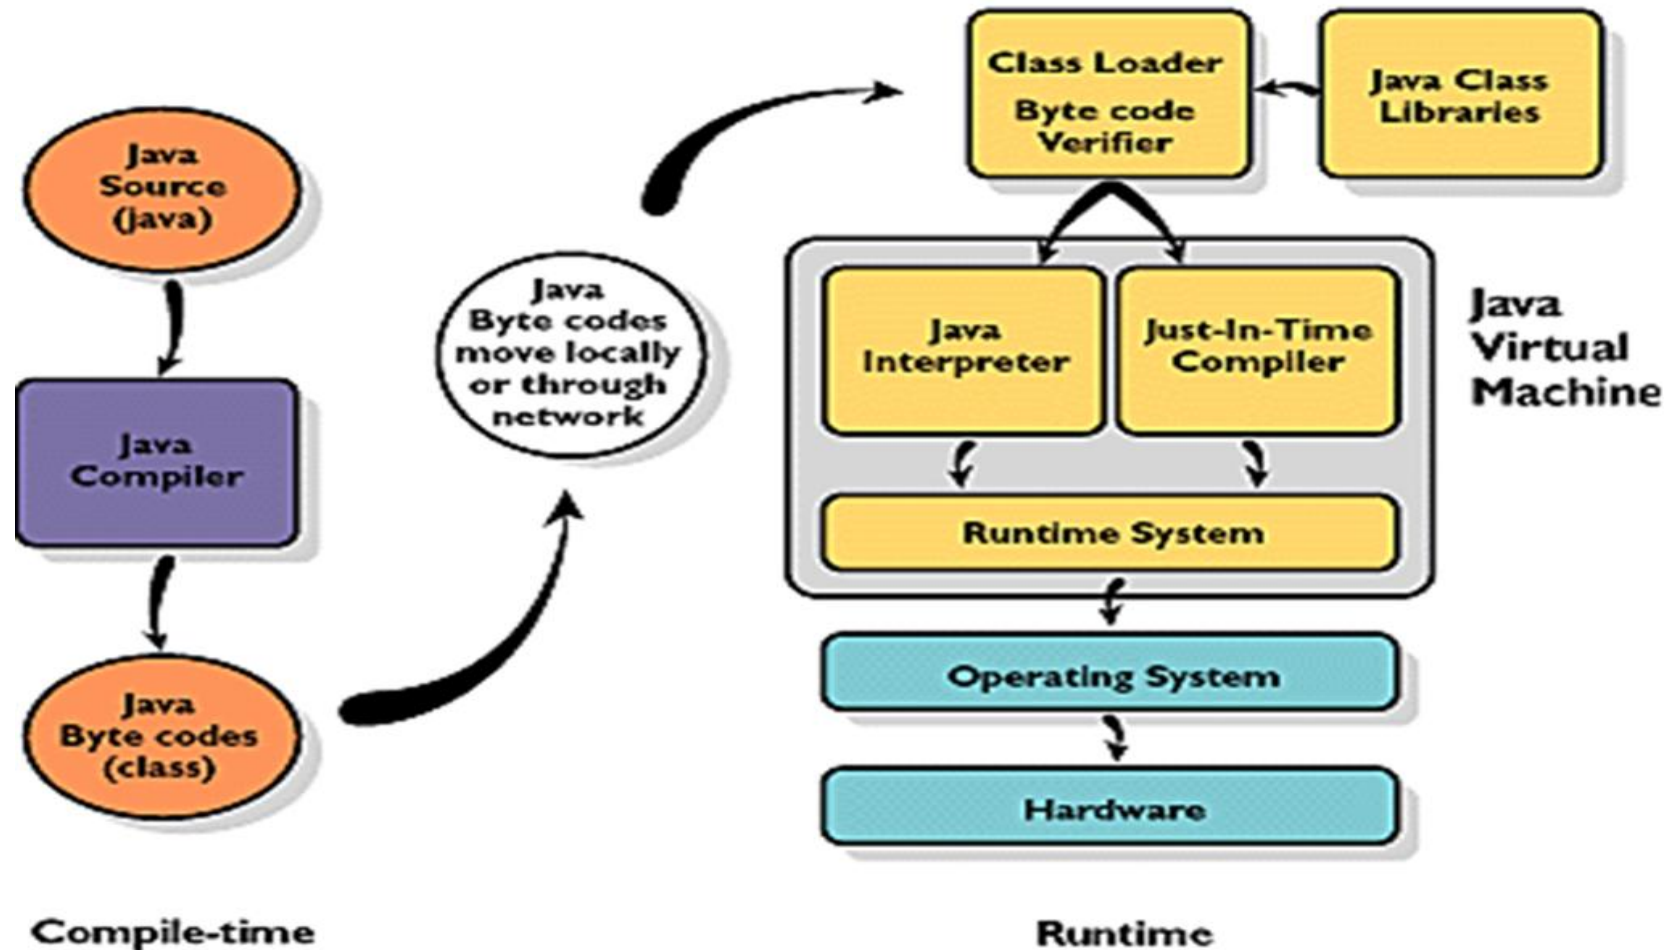 Java
Source
(java)
Java
Compiler
Java
Byte codes
(class)
Compile-time
Java
Byte codes
move locally
or through
network
Class Loader
Byte code
Verifier
Java Class
Libraries
Java
Interpreter
Just-In-Time
Compiler
Runtime System
Java
Virtual
Machine
Operating System
Hardware
Runtime